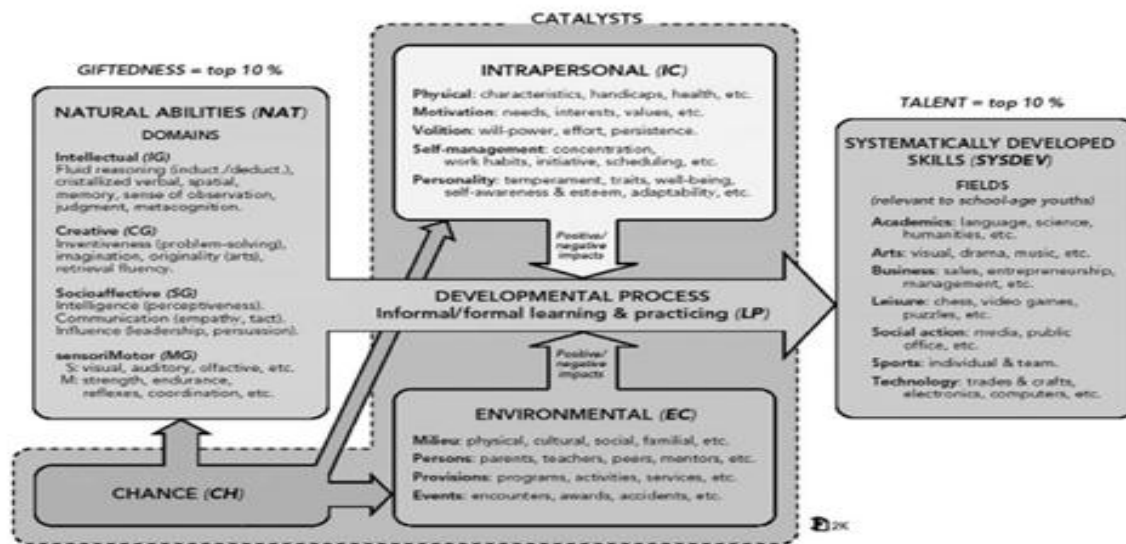 CATALYSTS
GIFTEDNESS = top 10 %
NATURAL ABILITIES (NAT)
DOMAINS
Intellectual (IG)
Fluid reasoning (induct./deduct.),
cristallized verbal, spatial,
memory, sense of observation,
judgment, metacognition.
Creative (CG)
Inventiveness (problem-solving),
imagination, originality (arts),
retrieval fluency.
Socioaffective (SG)
Intelligence (perceptiveness).
Communication (empathy, tact).
Influence (leadership, persuasion).
sensoriMotor (MG)
S: visual, auditory, olfactive, etc.
M: strength, endurance,
reflexes, coordination, etc.
CHANCE (CH)
INTRAPERSONAL (IC)
Physical: characteristics, handicaps, health, etc.
Motivation: needs, interests, values, etc.
Volition: will-power, effort, persistence.
Self-management: concentration,
work habits, initiative, scheduling, etc.
Personality: temperament, traits, well-being,
self-awareness & esteem, adaptability, etc.
Positive/
negative
impacts
DEVELOPMENTAL PROCESS
Informal/formal learning & practicing (LP)
Positive/
negative
impacts
ENVIRONMENTAL (EC)
Milieu: physical, cultural, social, familial, etc.
Persons: parents, teachers, peers, mentors, etc.
Provisions: programs, activities, services, etc.
Events: encounters, awards, accidents, etc.
TALENT = top 10 %
SYSTEMATICALLY DEVELOPED
SKILLS (SYSDEV)
FIELDS
(relevant to school-age youths)
Academics: language, science,
humanities, etc.
Arts: visual, drama, music, etc.
Business: sales, entrepreneurship,
management, etc.
Leisure: chess, video games,
puzzles, etc.
Social action: media, public
office, etc.
Sports: individual & team.
Technology: trades & crafts,
electronics, computers, etc.
2K